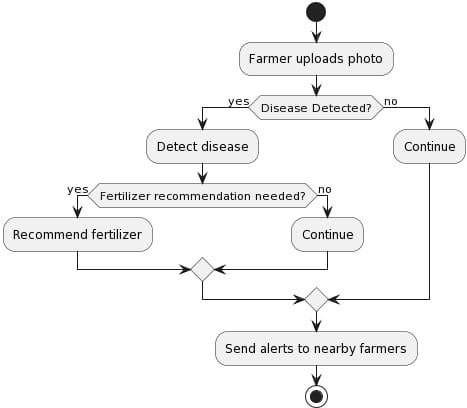 Farmer uploads photo
yes
Disease Detected?
no
Detect disease
Continue
yes
Fertilizer recommendation needed?
no
Recommend fertilizer
Continue
Send alerts to nearby farmers